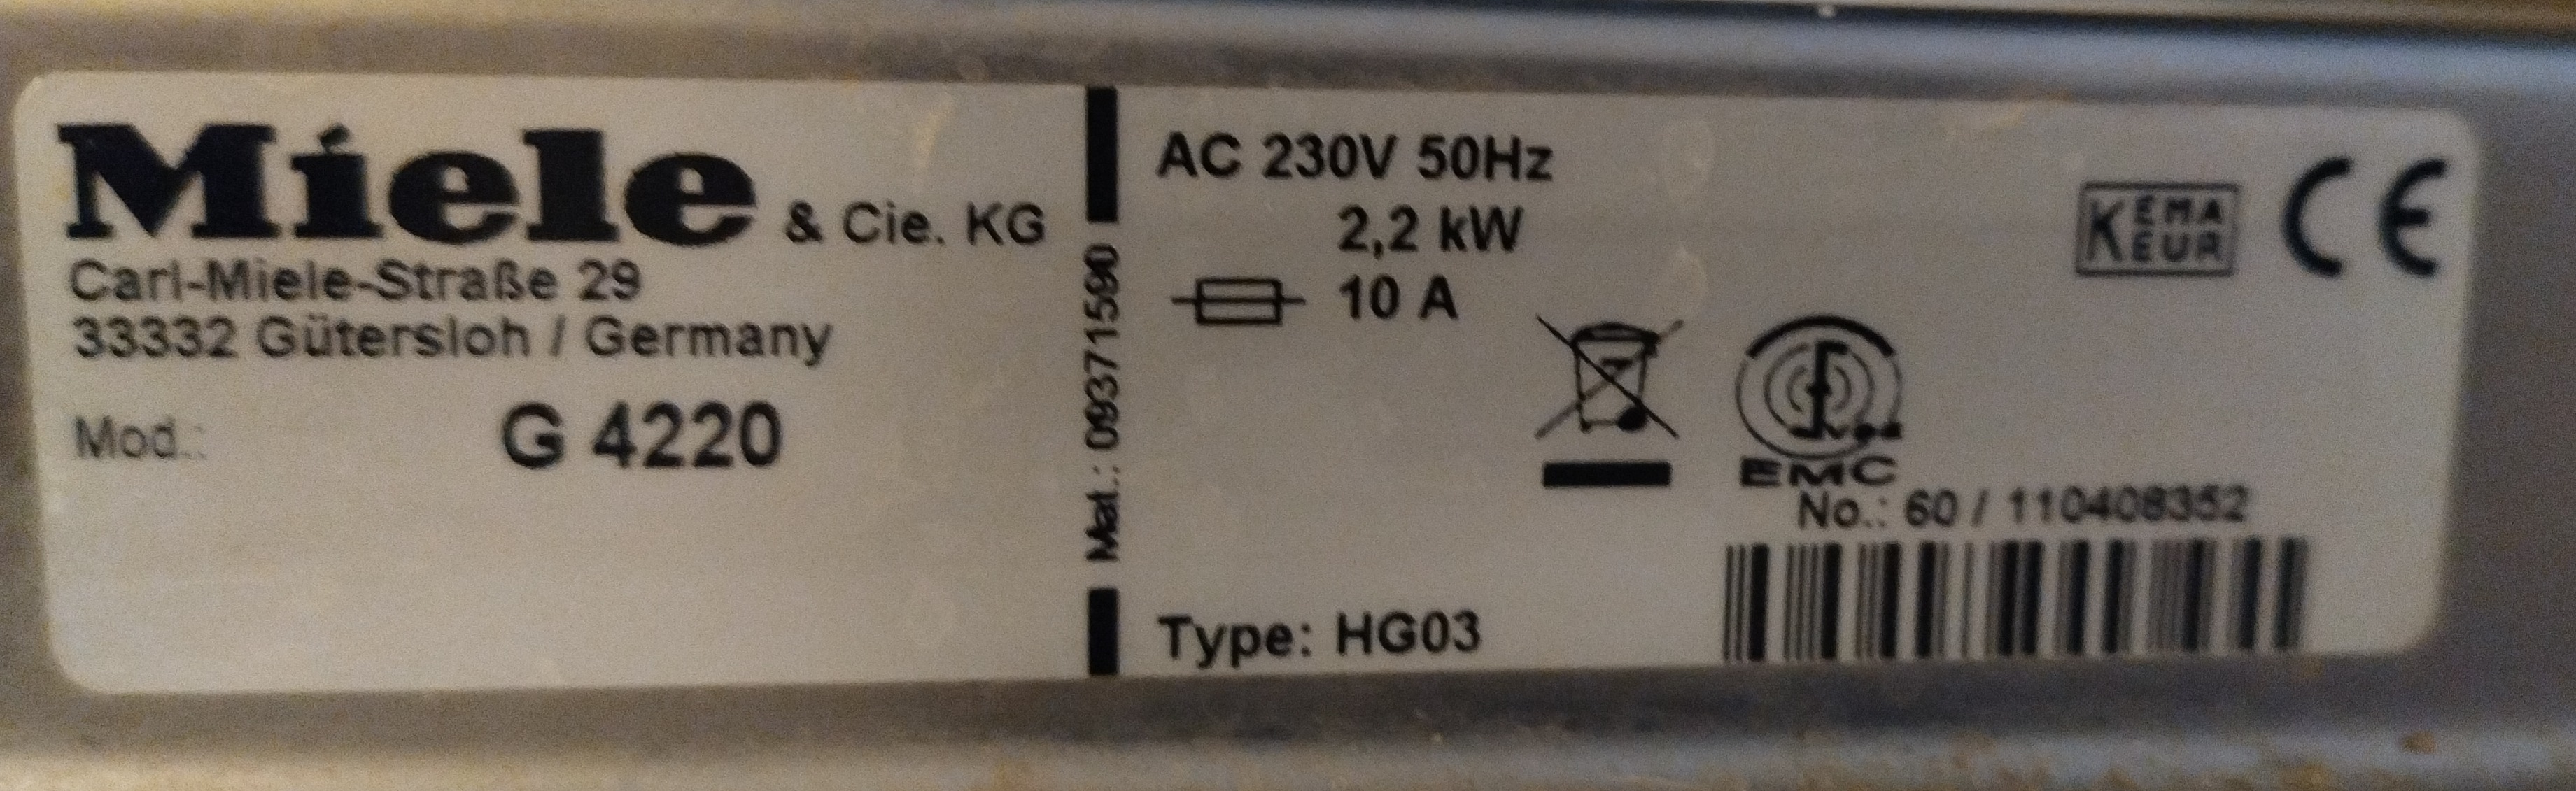 Miele & Cie. KG
Carl-Miele-Straße 29
33332 Gütersloh / Germany
Mod.: G 4220
Mat.: 09371590
AC 230V 50Hz
2,2 kW
10 A
Type: HG03
KEMA
KEUR
CE
EMC
No.: 60 / 110408352